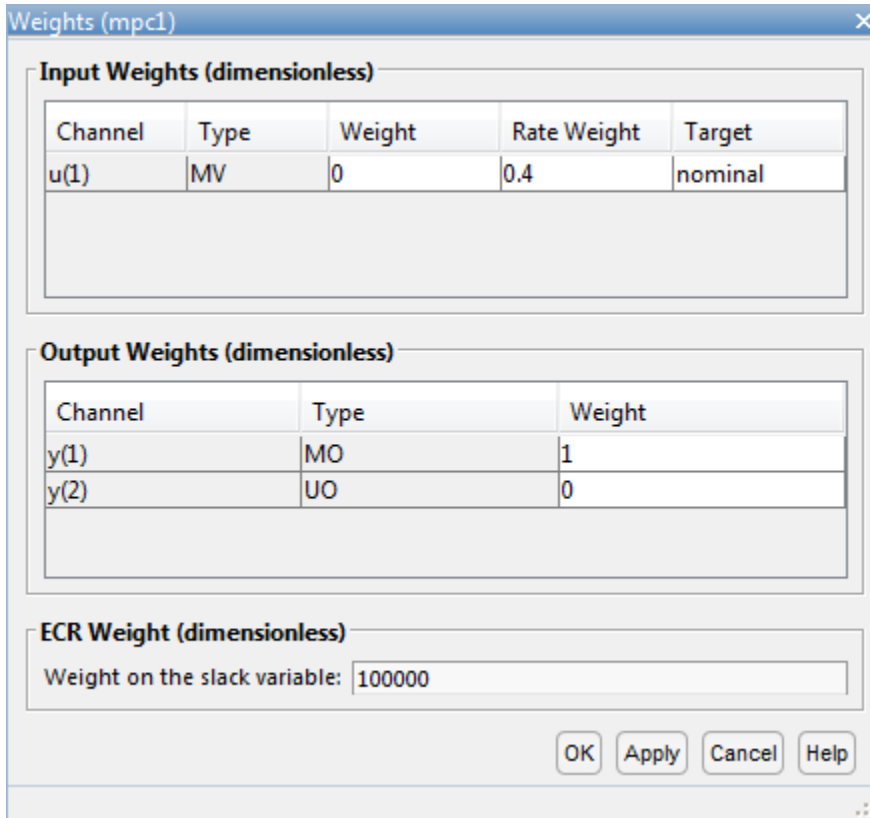 Weights (mpc1)
Input Weights (dimensionless)
Channel Type Weight Rate Weight Target
u(1) MV 0 0.4 nominal
Output Weights (dimensionless)
Channel Type Weight
y(1) MO 1
y(2) UO 0
ECR Weight (dimensionless)
Weight on the slack variable: 100000
OK Apply Cancel Help